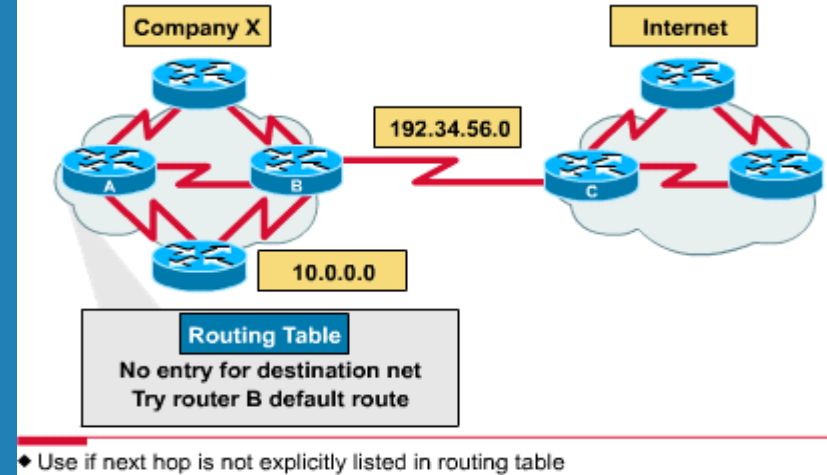 Company X
Internet
192.34.56.0
A
B
C
10.0.0.0
Routing Table
No entry for destination net
Try router B default route
◆ Use if next hop is not explicitly listed in routing table